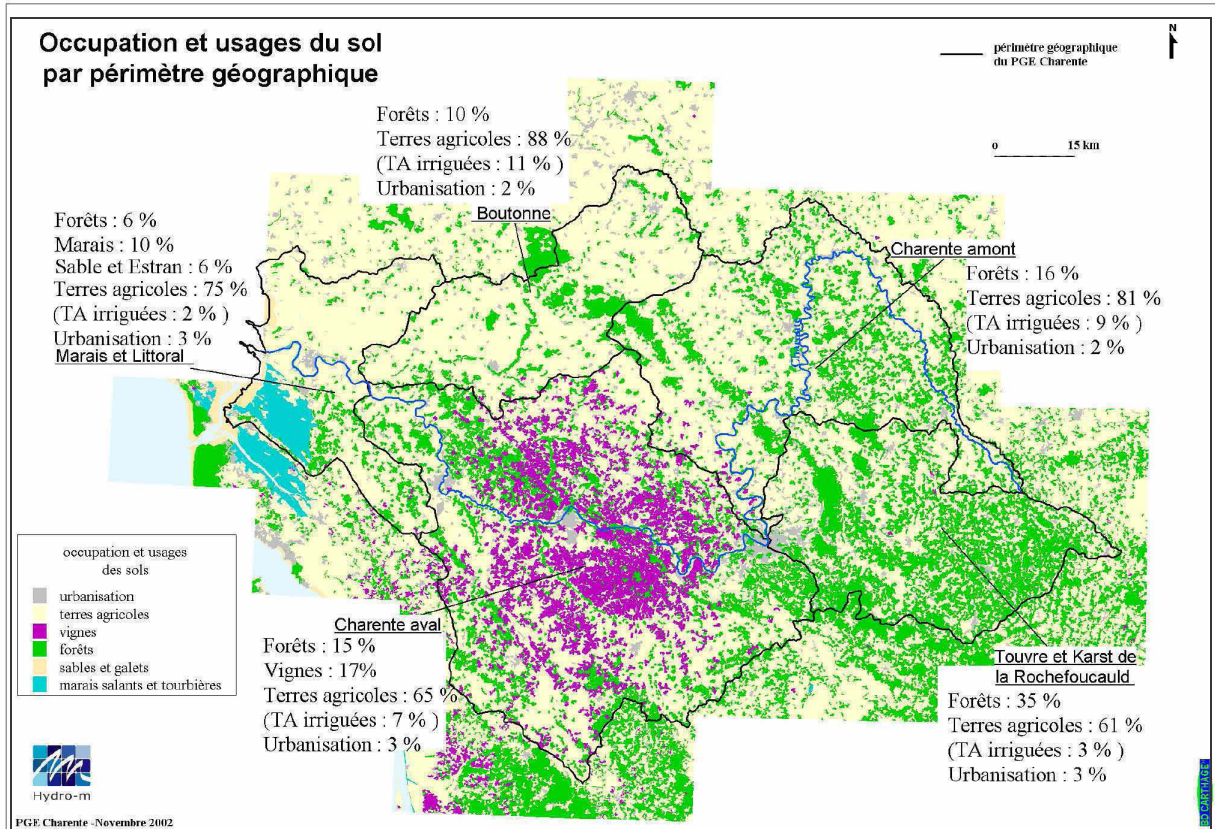 Occupation et usages du sol
par périmètre géographique
périmètre géographique
du PGE Charente
N
0 15 km
Forêts : 10 %
Terres agricoles : 88 %
(TA irriguées : 11 % )
Urbanisation : 2 %
Boutonne
Forêts : 6 %
Marais : 10 %
Sable et Estran : 6 %
Terres agricoles : 75 %
(TA irriguées : 2 % )
Urbanisation : 3 %
Marais et Littoral
Charente amont
Forêts : 16 %
Terres agricoles : 81 %
(TA irriguées : 9 % )
Urbanisation : 2 %
occupation et usages
des sols
urbanisation
terres agricoles
vignes
forêts
sables et galets
marais salants et tourbières
Charente aval
Forêts : 15 %
Vignes : 17%
Terres agricoles : 65 %
(TA irriguées : 7 % )
Urbanisation : 3 %
Touvre et Karst de
la Rochefoucauld
Forêts : 35 %
Terres agricoles : 61 %
(TA irriguées : 3 % )
Urbanisation : 3 %
Hydro-m
PGE Charente -Novembre 2002
BD CARTHAGE